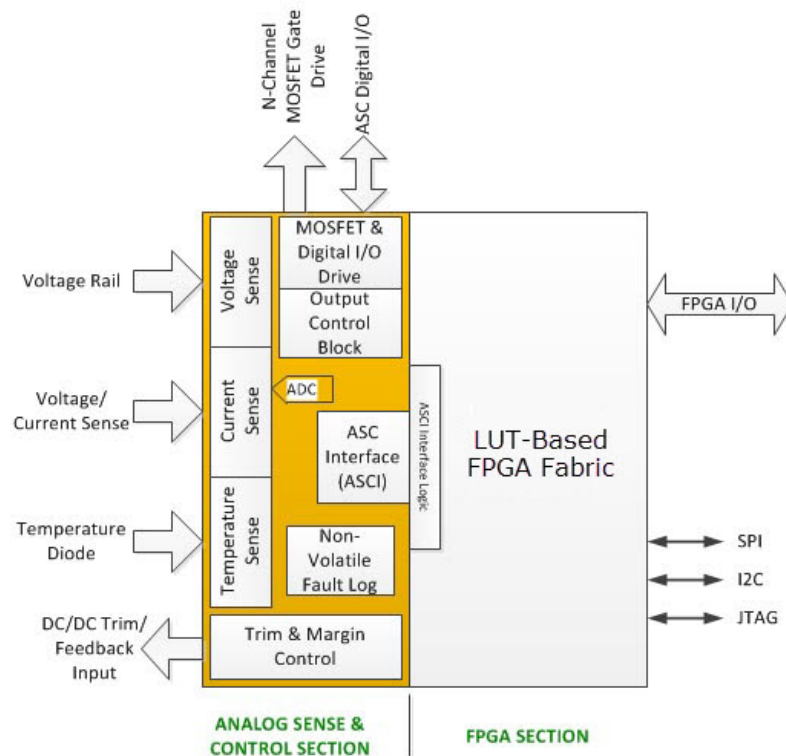 N-Channel
MOSFET Gate
Drive
ASC Digital I/O
MOSFET &
Digital I/O
Drive
Output
Control
Block
Voltage Rail
Voltage
Sense
FPGA I/O
ADC
Voltage/
Current Sense
Current
Sense
ASC
Interface
(ASCI)
ASCI Interface Logic
LUT-Based
FPGA Fabric
Temperature
Diode
Temperature
Sense
Non-
Volatile
Fault Log
SPI
I2C
JTAG
DC/DC Trim/
Feedback
Input
Trim & Margin
Control
ANALOG SENSE &
CONTROL SECTION
FPGA SECTION